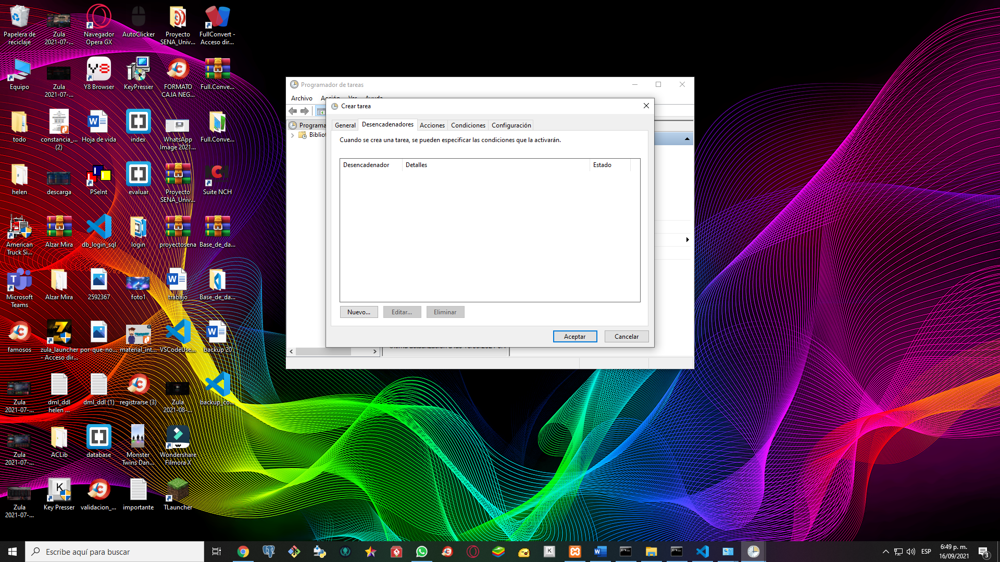 Papelera de reciclaje
Zula 2021-07-...
Navegador Opera GX
AutoClicker
Proyecto SENA_Univ...
FullConvert - Acceso dir...
Equipo
Zula 2021-07-...
Y8 Browser
KeyPresser
FORMATO CAJA NEG...
Full.Conve...
todo
constancia_... (2)
Hoja de vida
index
WhatsApp Image 2021...
Full.Conve...
helen
descarga
PSeInt
evaluar
Proyecto SENA_Univ...
Suite NCH
American Truck Si...
Alzar Mira
db_login_sql
login
proyectosena
Base_de_da...
Microsoft Teams
Alzar Mira
2592367
foto1
trabajo
Base_de_da...
famosos
zula_launcher - Acceso dir...
por-que-no...
material_int...
VSCodeUse...
backup 20
Zula 2021-07-...
dml_ddl helen ...
dml_ddl (1)
registrarse (3)
Zula 2021-08-...
backup_co...
Zula 2021-07-...
ACLib
database
Monster Twins Dan...
Wondershare Filmora X
Zula 2021-07-...
Key Presser
validacion_...
importante
TLauncher
Programador de tareas
Archivo Acción Ver Ayuda
Programa
Bibliot
Crear tarea
General Desencadenadores Acciones Condiciones Configuración
Cuando se crea una tarea, se pueden especificar las condiciones que la activarán.
Desencadenador Detalles Estado
Nuevo... Editar... Eliminar
Aceptar Cancelar
Escribe aquí para buscar
ESP
6:49 p. m.
16/09/2021
3